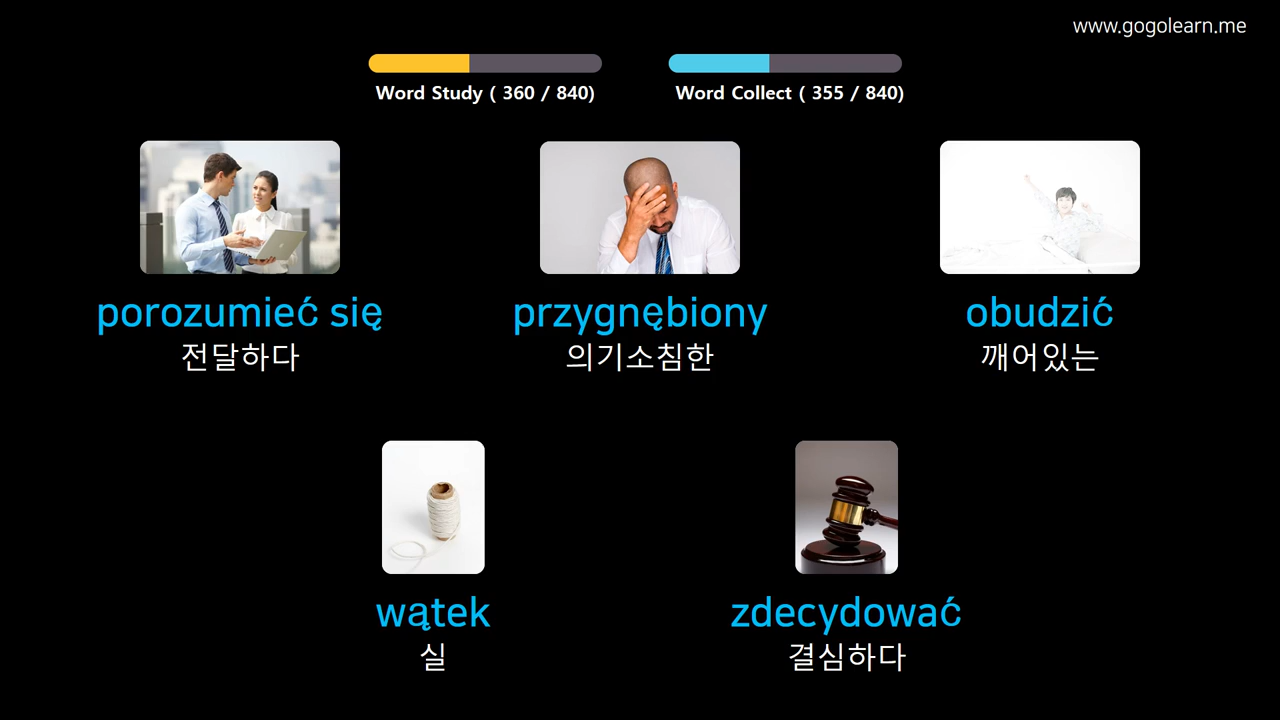 www.gogolearn.me
Word Study ( 360 / 840)
Word Collect ( 355 / 840)
porozumieć się
전달하다
przygnębiony
의기소침한
obudzić
깨어있는
wątek
실
zdecydować
결심하다